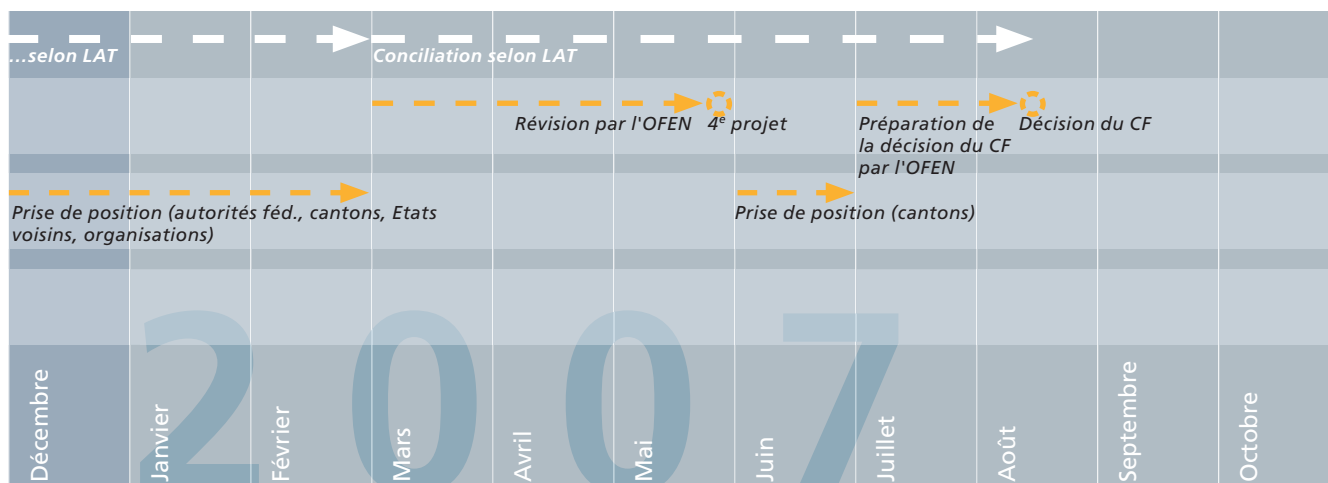 ...selon LAT
Conciliation selon LAT
Révision par l'OFEN
4e projet
Préparation de
la décision du CF
par l'OFEN
Décision du CF
Prise de position (autorités féd., cantons, Etats
voisins, organisations)
Prise de position (cantons)
2007
Décembre
Janvier
Février
Mars
Avril
Mai
Juin
Juillet
Août
Septembre
Octobre